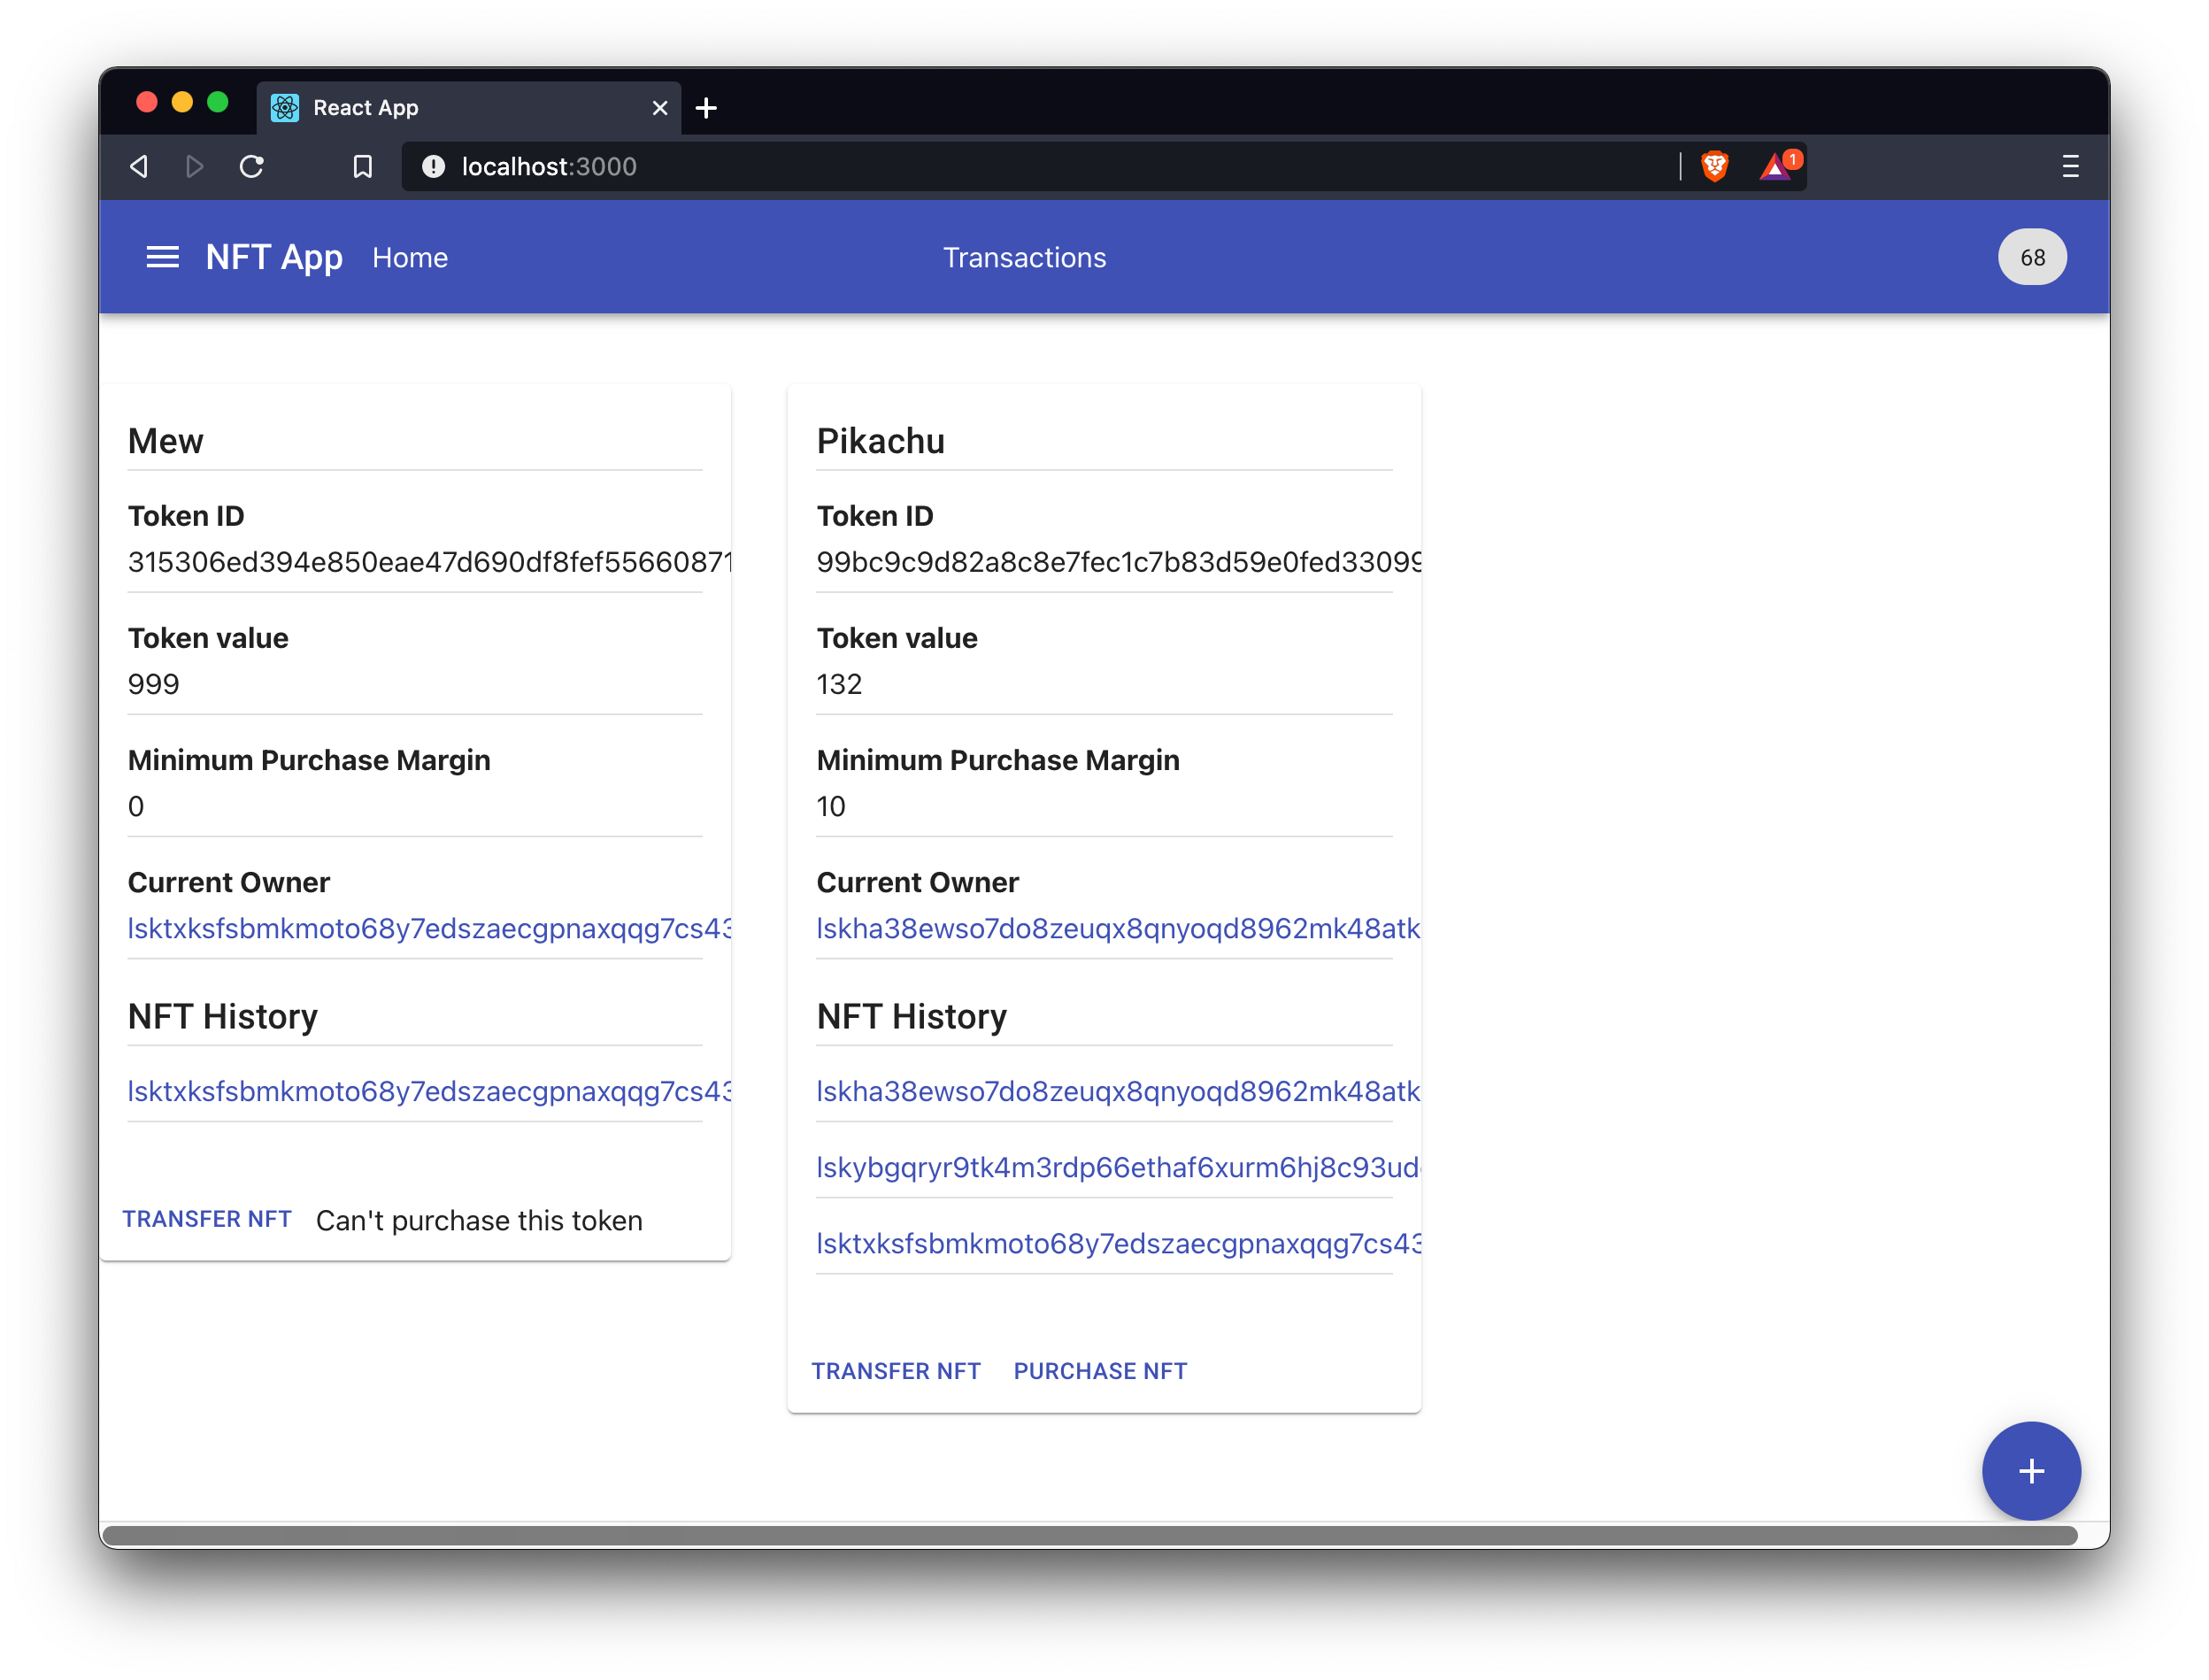 React App
localhost:3000
1
NFT App Home Transactions 68
Mew
Token ID
315306ed394e850eae47d690df8fef55660871
Token value
999
Minimum Purchase Margin
0
Current Owner
lsktxksfsbmkmoto68y7edszaecgpnaxqqg7cs43
NFT History
lsktxksfsbmkmoto68y7edszaecgpnaxqqg7cs43
TRANSFER NFT Can't purchase this token
Pikachu
Token ID
99bc9c9d82a8c8e7fec1c7b83d59e0fed33099
Token value
132
Minimum Purchase Margin
10
Current Owner
lskha38ewso7do8zeuqx8qnyoqd8962mk48atk
NFT History
lskha38ewso7do8zeuqx8qnyoqd8962mk48atk
lskybgqryr9tk4m3rdp66ethaf6xurm6hj8c93ud
lsktxksfsbmkmoto68y7edszaecgpnaxqqg7cs43
TRANSFER NFT PURCHASE NFT